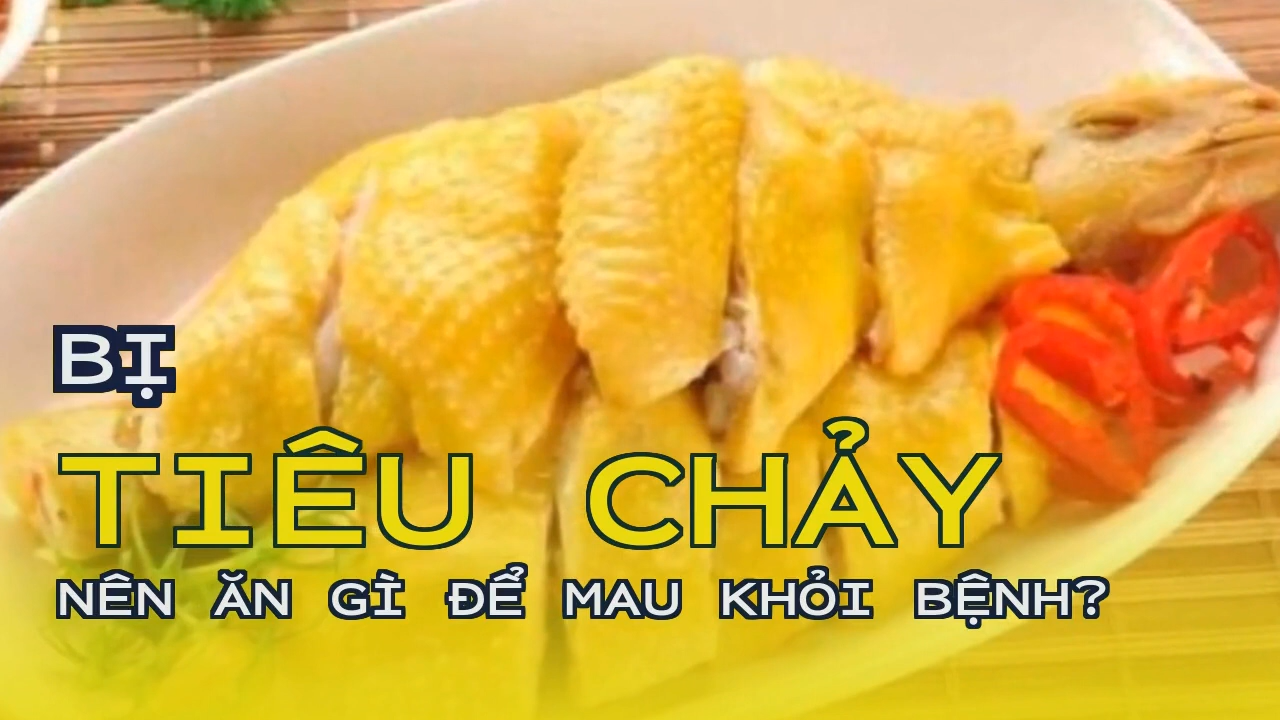 BỊ
TIÊU CHẢY
NÊN ĂN GÌ ĐỂ MAU KHỎI BỆNH?